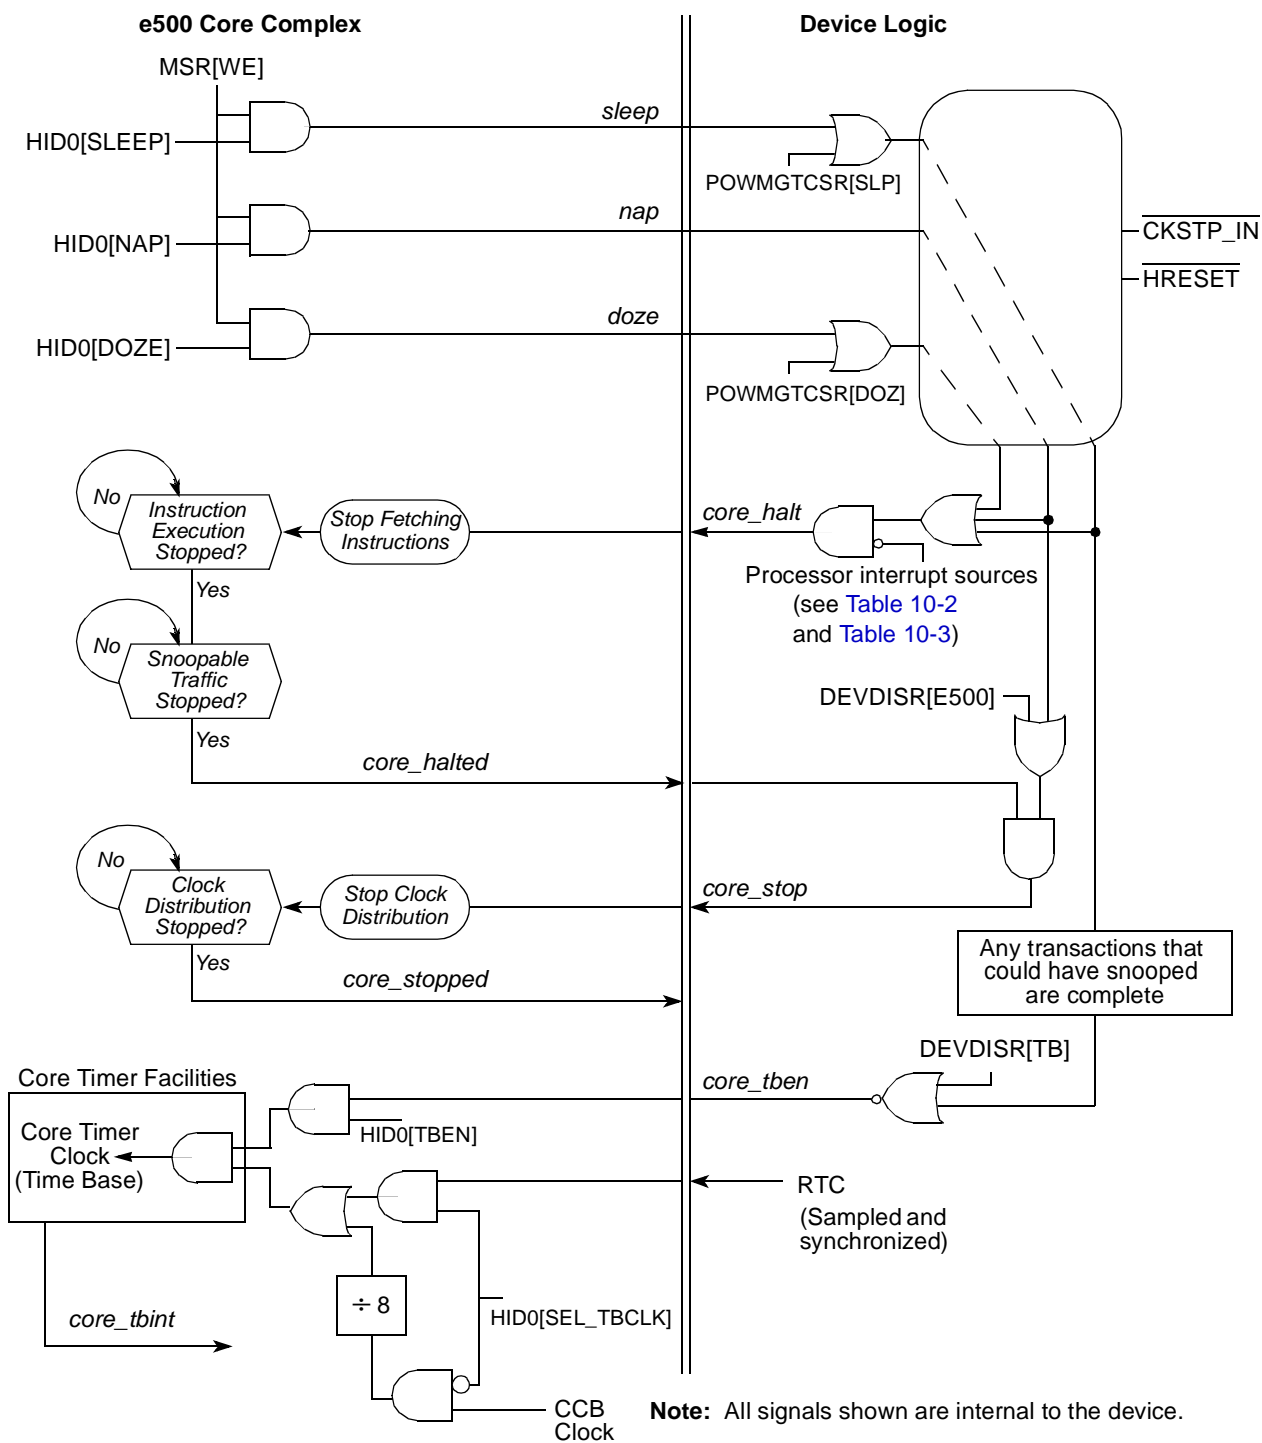 e500 Core Complex
Device Logic
MSR[WE]
sleep
HID0[SLEEP]
POWMGTCSR[SLP]
nap
HID0[NAP]
CKSTP_IN
HRESET
doze
HID0[DOZE]
POWMGTCSR[DOZ]
No
Instruction
Execution
Stopped?
Stop Fetching
Instructions
core_halt
Processor interrupt sources
(see Table 10-2
and Table 10-3)
Yes
No
Snoopable
Traffic
Stopped?
DEVDISR[E500]
Yes
core_halted
No
Clock
Distribution
Stopped?
Stop Clock
Distribution
core_stop
Yes
core_stopped
Any transactions that
could have snooped
are complete
DEVDISR[TB]
Core Timer Facilities
core_tben
Core Timer
Clock
(Time Base)
HID0[TBEN]
RTC
(Sampled and
synchronized)
÷ 8
HID0[SEL_TBCLK]
core_tbint
CCB
Clock
Note: All signals shown are internal to the device.